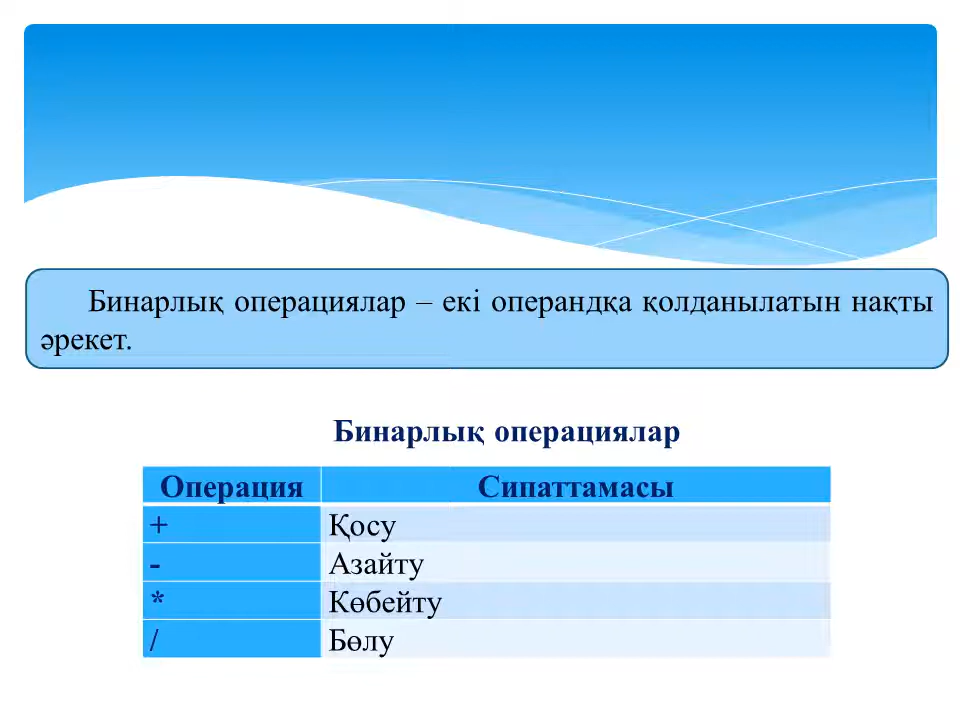 Бинарлық операциялар – екі операндқа қолданылатын нақты
әрекет.
Бинарлық операциялар
Операция Сипаттамасы
+ Қосу
- Азайту
* Көбейту
/ Бөлу